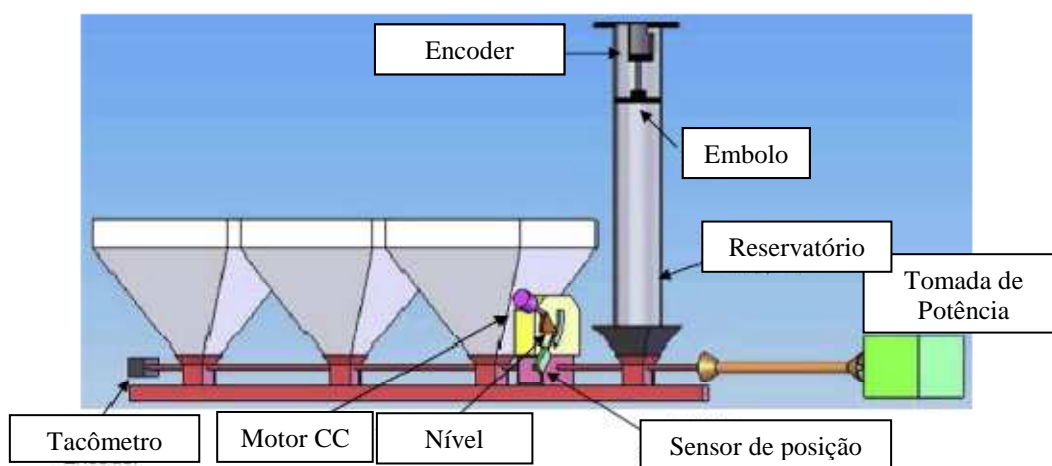 Encoder
Embolo
Reservatório
Tomada de
Potência
Tacômetro
Motor CC
Nível
Sensor de posição